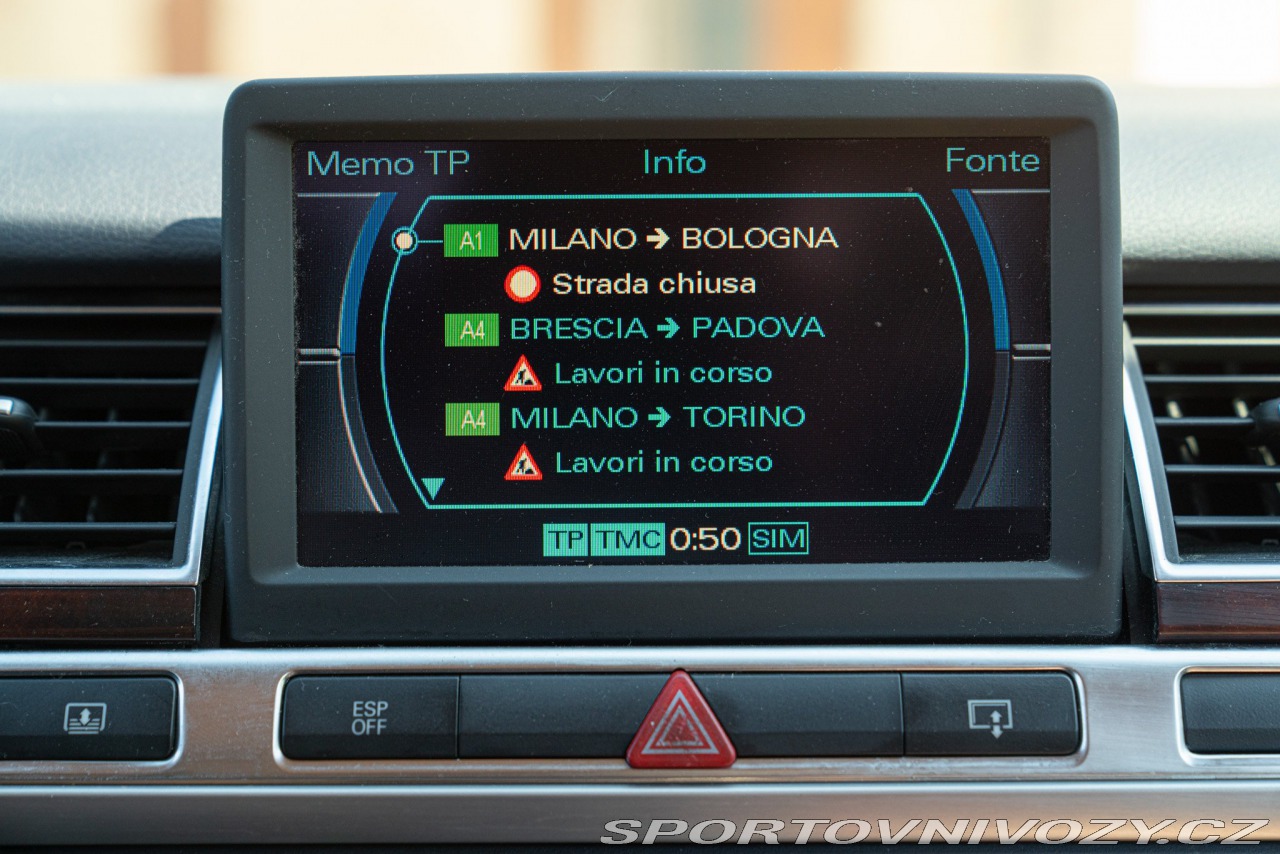 Memo TP Info Fonte
A1 MILANO → BOLOGNA
Strada chiusa
A4 BRESCIA → PADOVA
Lavori in corso
A4 MILANO → TORINO
Lavori in corso
TP TMC 0:50 SIM
ESP
OFF
SPORTOVNIVOZY.CZ